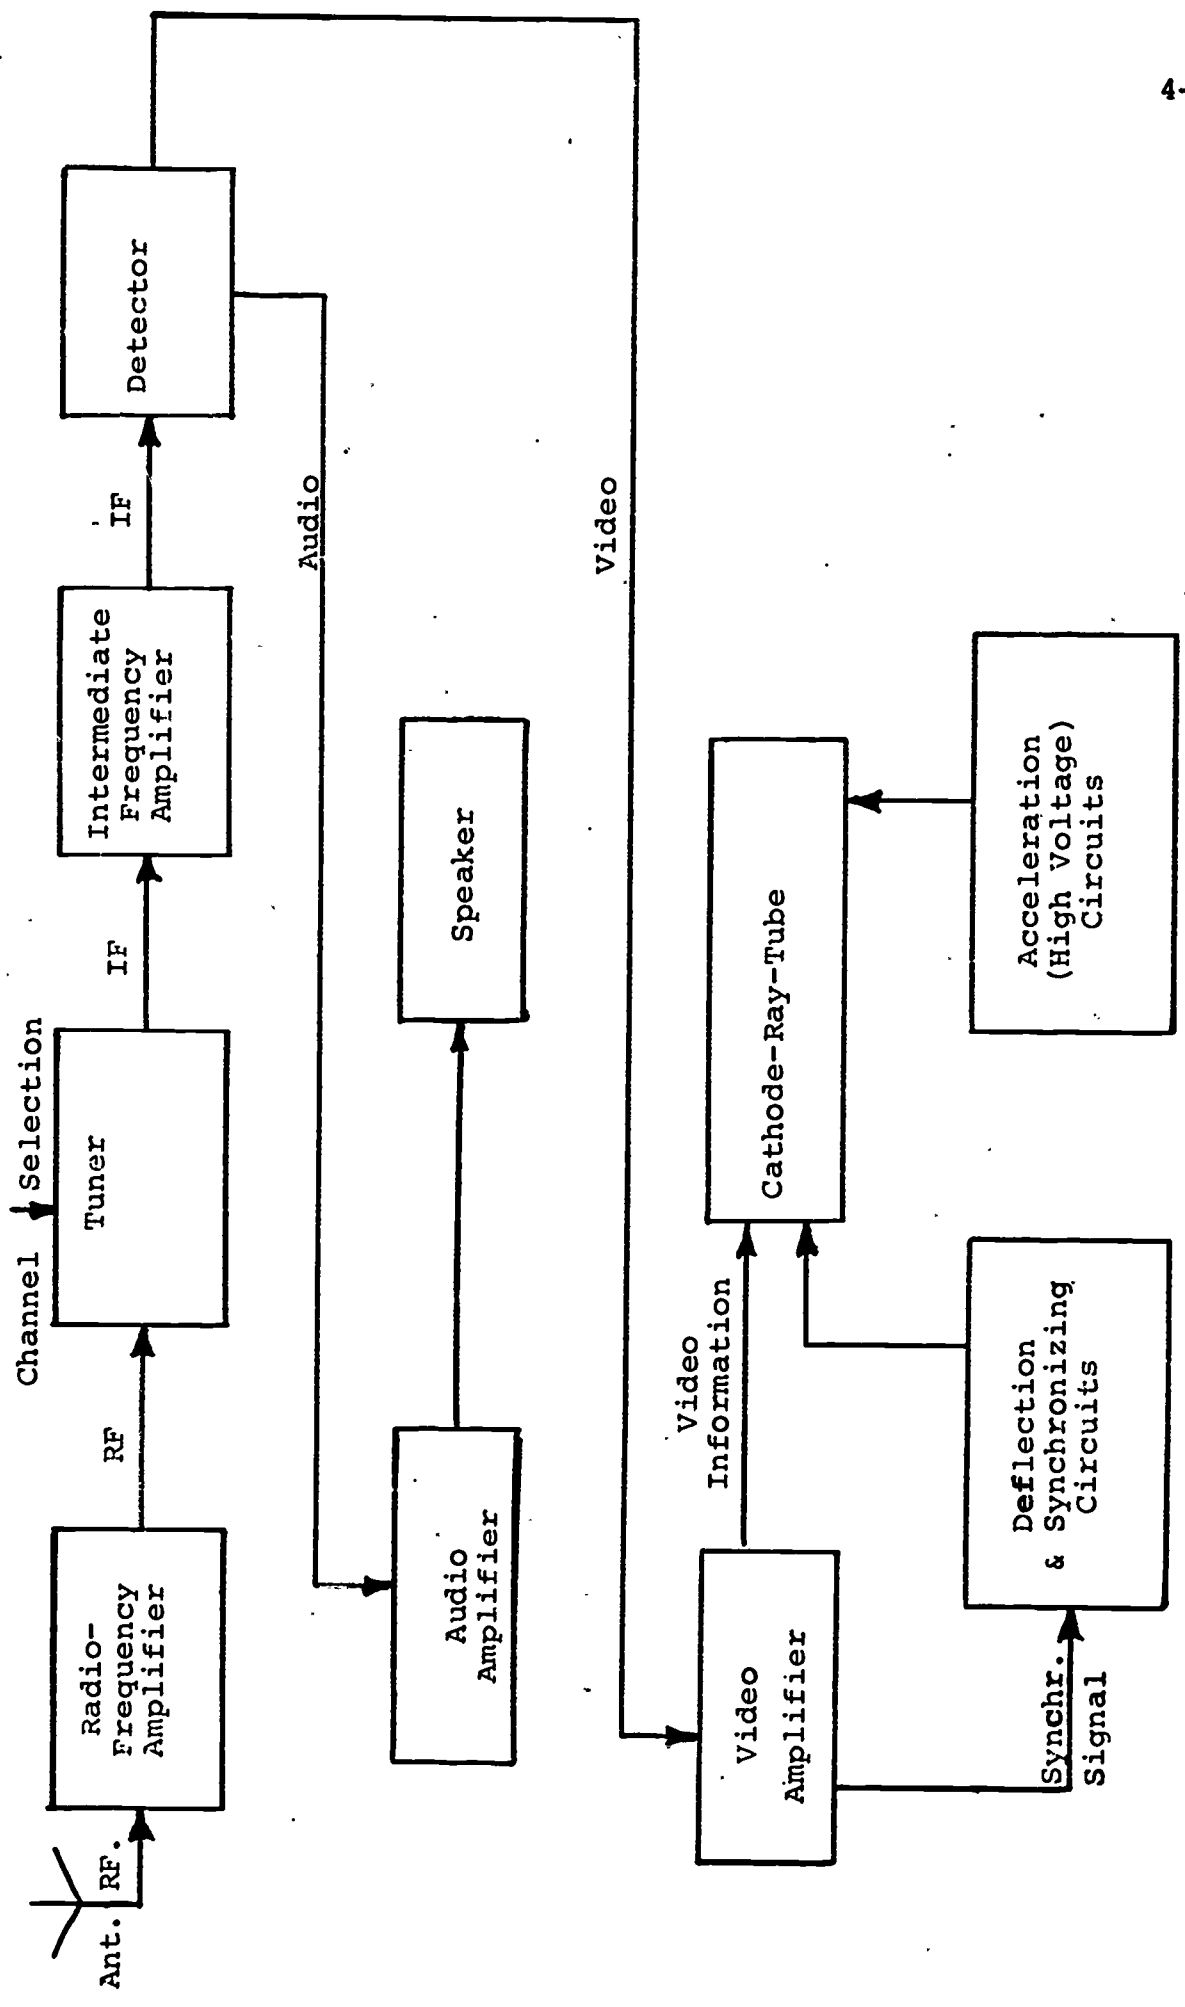 4-
Ant. RF.
Radio-
Frequency
Amplifier
RF
Channel Selection
Tuner
IF
Intermediate
Frequency
Amplifier
IF
Detector
Audio
Audio
Amplifier
Speaker
Video
Video
Amplifier
Video
Information
Cathode-Ray-Tube
Synchr.
Signal
Deflection
& Synchronizing
Circuits
Acceleration
(High Voltage)
Circuits